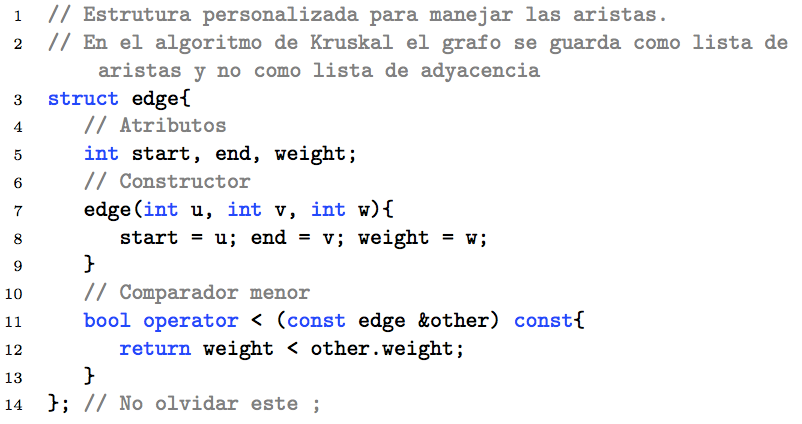 1 // Estrutura personalizada para manejar las aristas.
2 // En el algoritmo de Kruskal el grafo se guarda como lista de
aristas y no como lista de adyacencia
3 struct edge{
4 // Atributos
5 int start, end, weight;
6 // Constructor
7 edge(int u, int v, int w){
8 start = u; end = v; weight = w;
9 }
10 // Comparador menor
11 bool operator < (const edge &other) const{
12 return weight < other.weight;
13 }
14 }; // No olvidar este ;